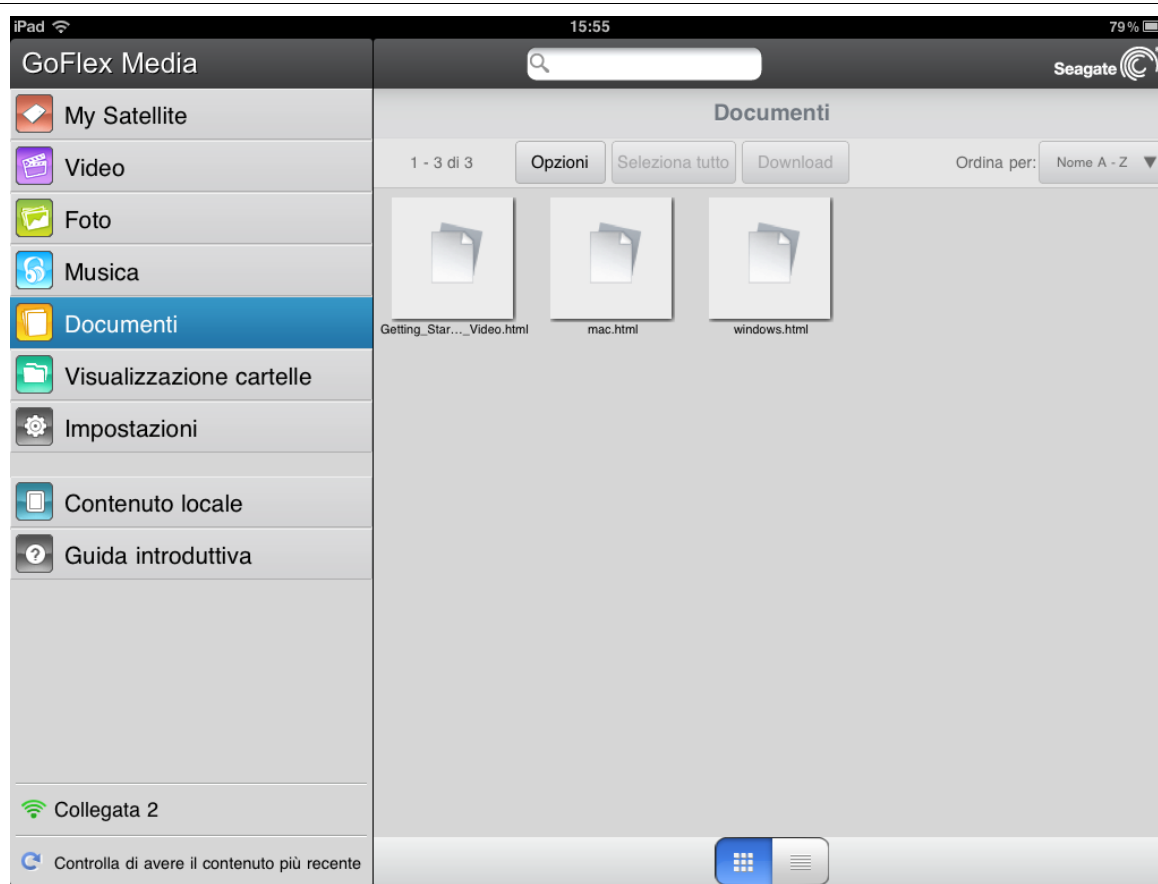 iPad 15:55 79%
GoFlex Media
Seagate
My Satellite
Video
Foto
Musica
Documenti
Visualizzazione cartelle
Impostazioni
Contenuto locale
Guida introduttiva
Collegata 2
Controlla di avere il contenuto più recente
Documenti
1 - 3 di 3 Opzioni Seleziona tutto Download Ordina per: Nome A - Z
Getting_Star..._Video.html mac.html windows.html